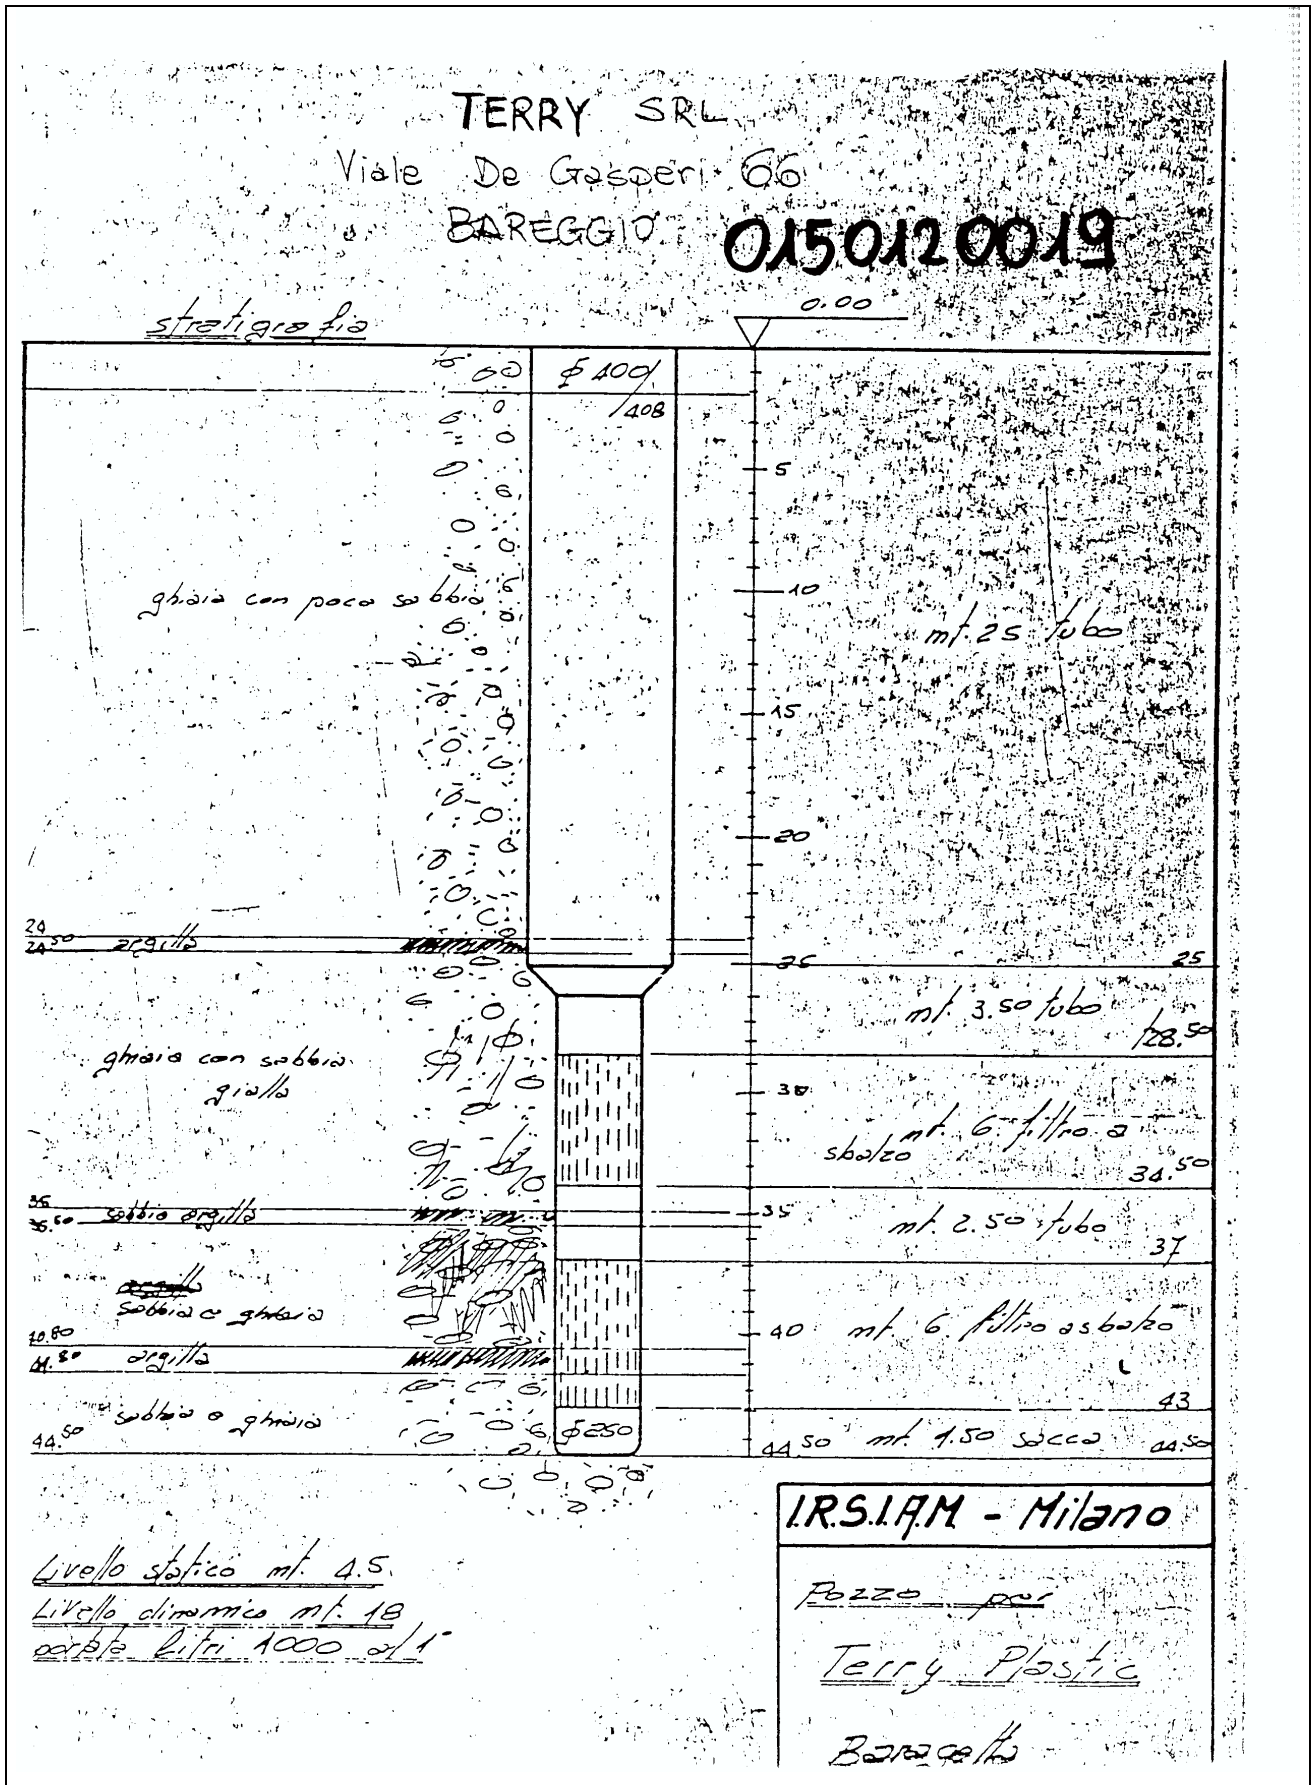 TERRY SRL
Viale De Gasperi 66
BAREGGIO 0150120019
0.00
stratigrafia
φ 400/
408
5
ghiaia con poca sabbia
10
mt. 25 tubo
15
20
24
24.50 argilla
25 25
mt. 3.50 tubo
28.50
ghiaia con sabbia
gialla
30
mt. 6 filtro a
sbalzo
34.50
35 sabbia argilla 35
35.50
mt. 2.50 tubo
37
sabbia e ghiaia
40 mt. 6 filtro a sbalzo
40.80
argilla
41.80
43
sabbia e ghiaia
44.50 φ 250 44.50 mt. 1.50 sacca 44.50
I.R.S.I.A.M. - Milano
Livello statico mt. 4.5.
Livello dinamico mt. 18
portata litri 1000 al 1'
Pozzo per
Terry Plastic